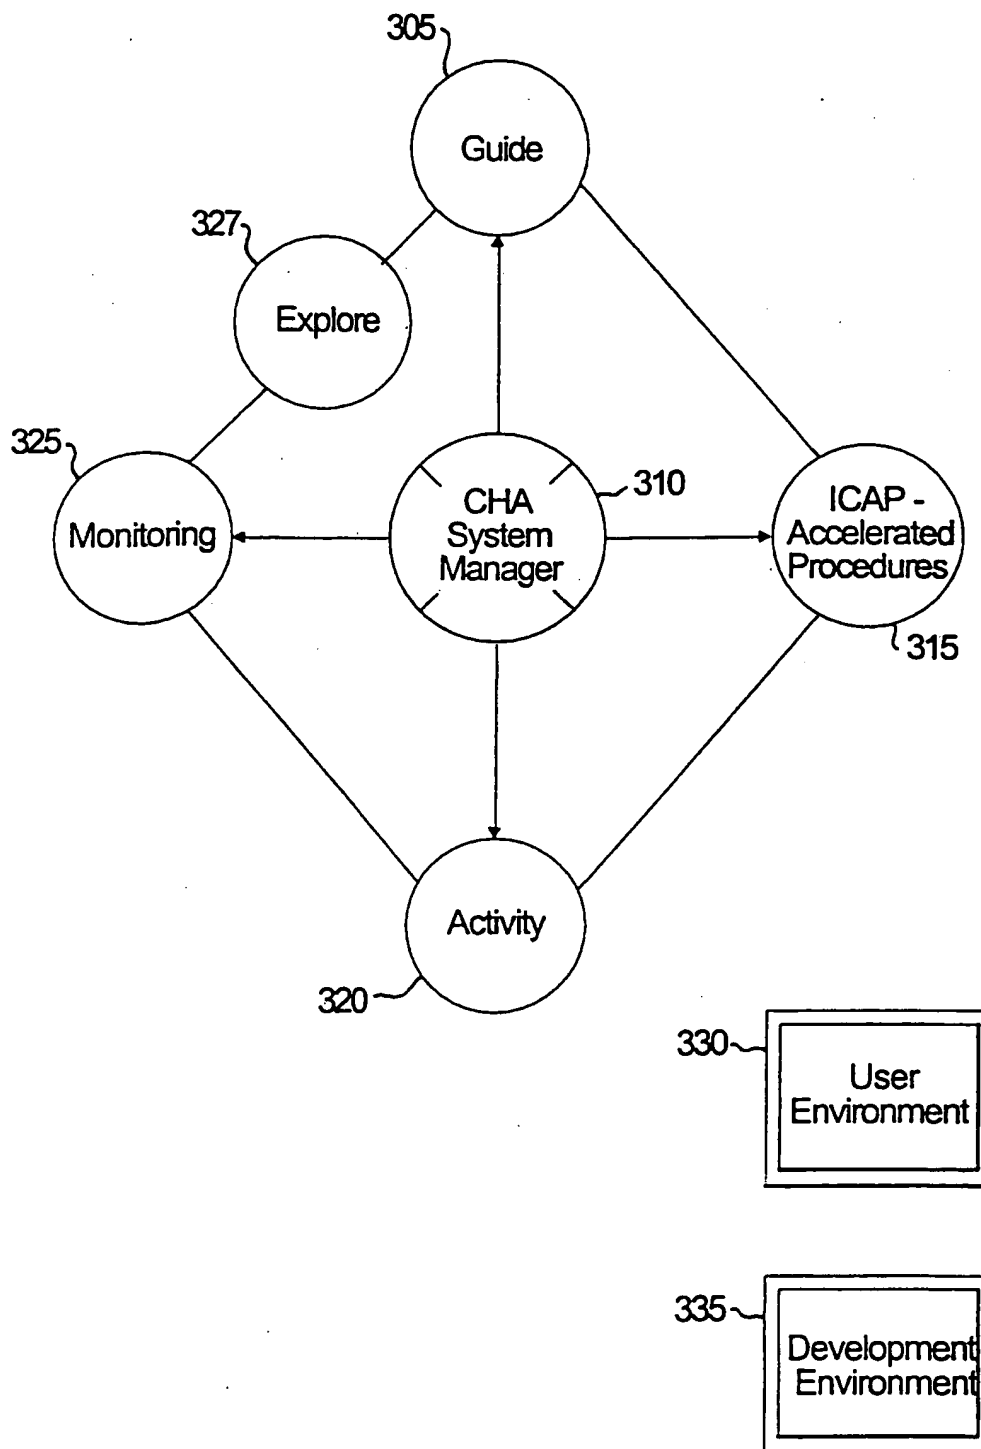 305
Guide
327
Explore
325
Monitoring
CHA
System
Manager
310
ICAP -
Accelerated
Procedures
315
Activity
320
330
User
Environment
335
Development
Environment